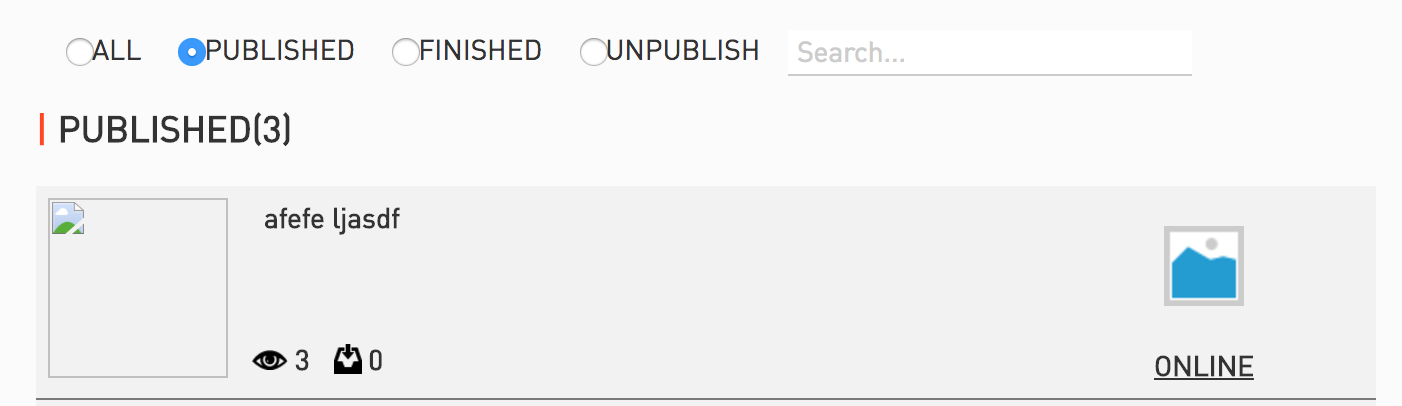 ALL PUBLISHED FINISHED UNPUBLISH Search...
PUBLISHED(3)
afefe ljasdf
3 0
ONLINE